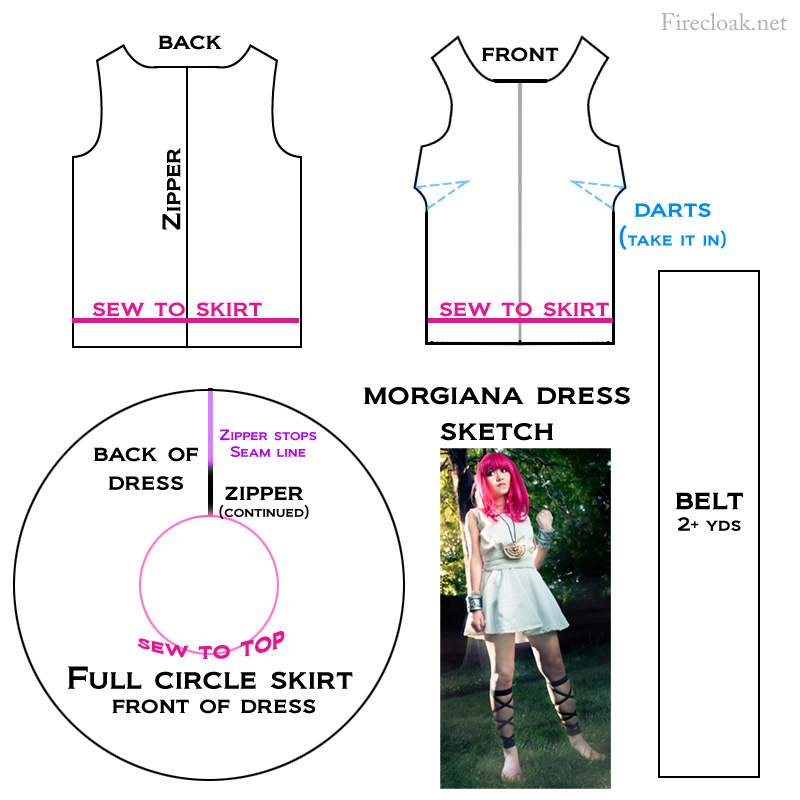 Firecloak.net
BACK
FRONT
ZIPPER
DARTS
(TAKE IT IN)
SEW TO SKIRT
SEW TO SKIRT
MORGIANA DRESS
SKETCH
BACK OF
DRESS
ZIPPER STOPS
SEAM LINE
ZIPPER
(CONTINUED)
SEW TO TOP
FULL CIRCLE SKIRT
FRONT OF DRESS
BELT
2+ YDS